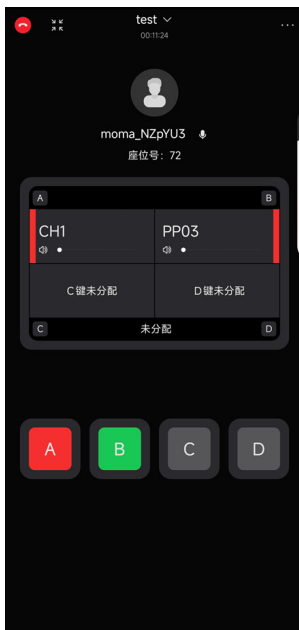 test
00:11:24
moma_NZpYU3
座位号：72
A
B
CH1
PP03
C键未分配
D键未分配
C
未分配
D
A
B
C
D